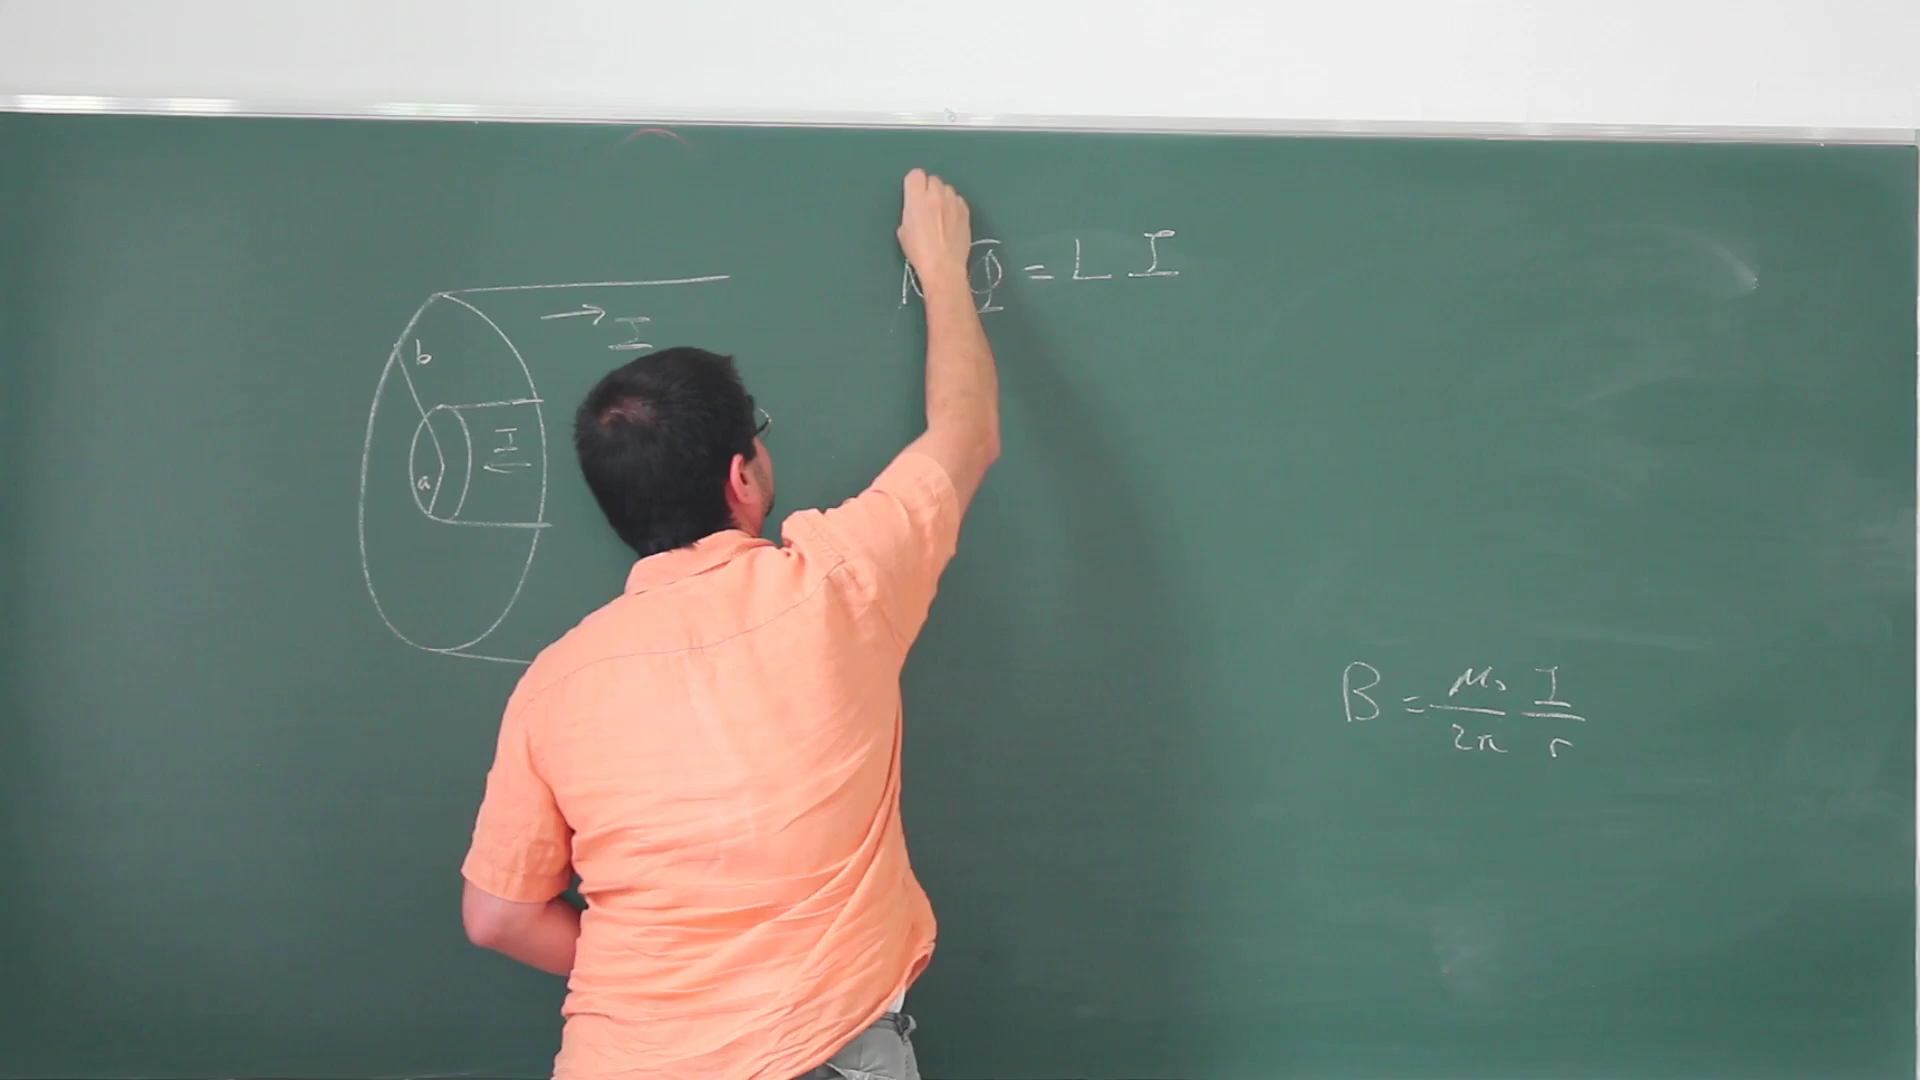 NΦ = L I
I
b
I
a
B = μ₀/2π I/r